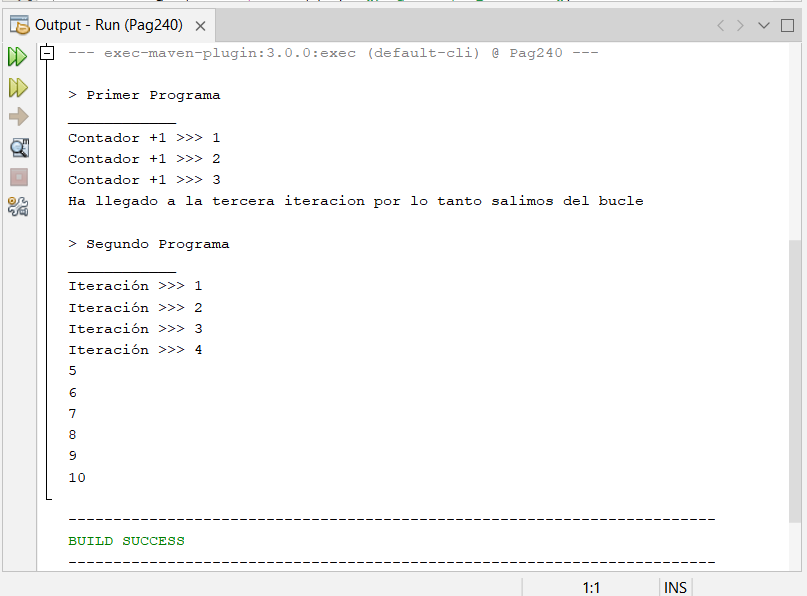 Output - Run (Pag240)
--- exec-maven-plugin:3.0.0:exec (default-cli) @ Pag240 ---
> Primer Programa
____________
Contador +1 >>> 1
Contador +1 >>> 2
Contador +1 >>> 3
Ha llegado a la tercera iteracion por lo tanto salimos del bucle
> Segundo Programa
____________
Iteración >>> 1
Iteración >>> 2
Iteración >>> 3
Iteración >>> 4
5
6
7
8
9
10
------------------------------------------------------------------------
BUILD SUCCESS
------------------------------------------------------------------------
1:1 INS